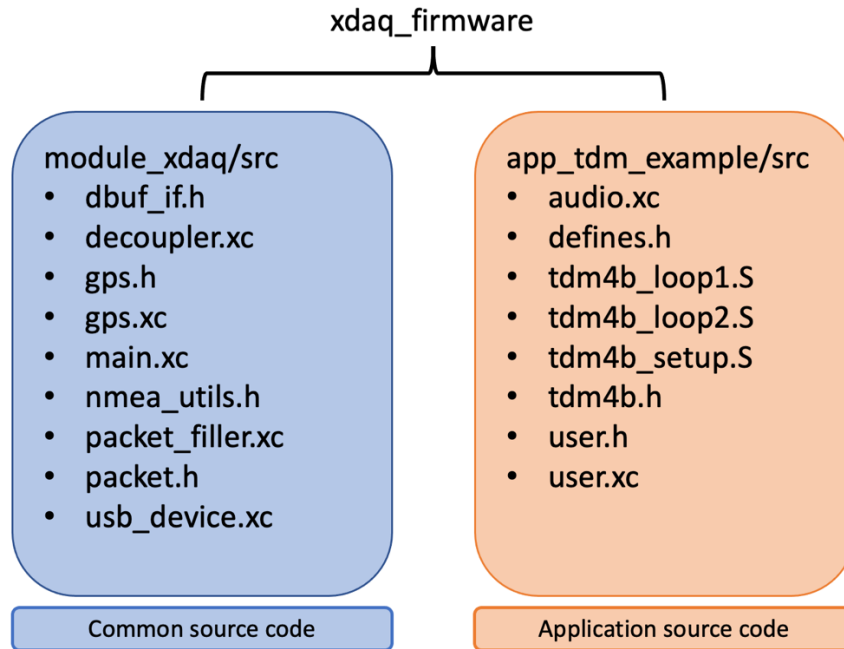 xdaq_firmware
module_xdaq/src
• dbuf_if.h
• decoupler.xc
• gps.h
• gps.xc
• main.xc
• nmea_utils.h
• packet_filler.xc
• packet.h
• usb_device.xc
Common source code
app_tdm_example/src
• audio.xc
• defines.h
• tdm4b_loop1.S
• tdm4b_loop2.S
• tdm4b_setup.S
• tdm4b.h
• user.h
• user.xc
Application source code